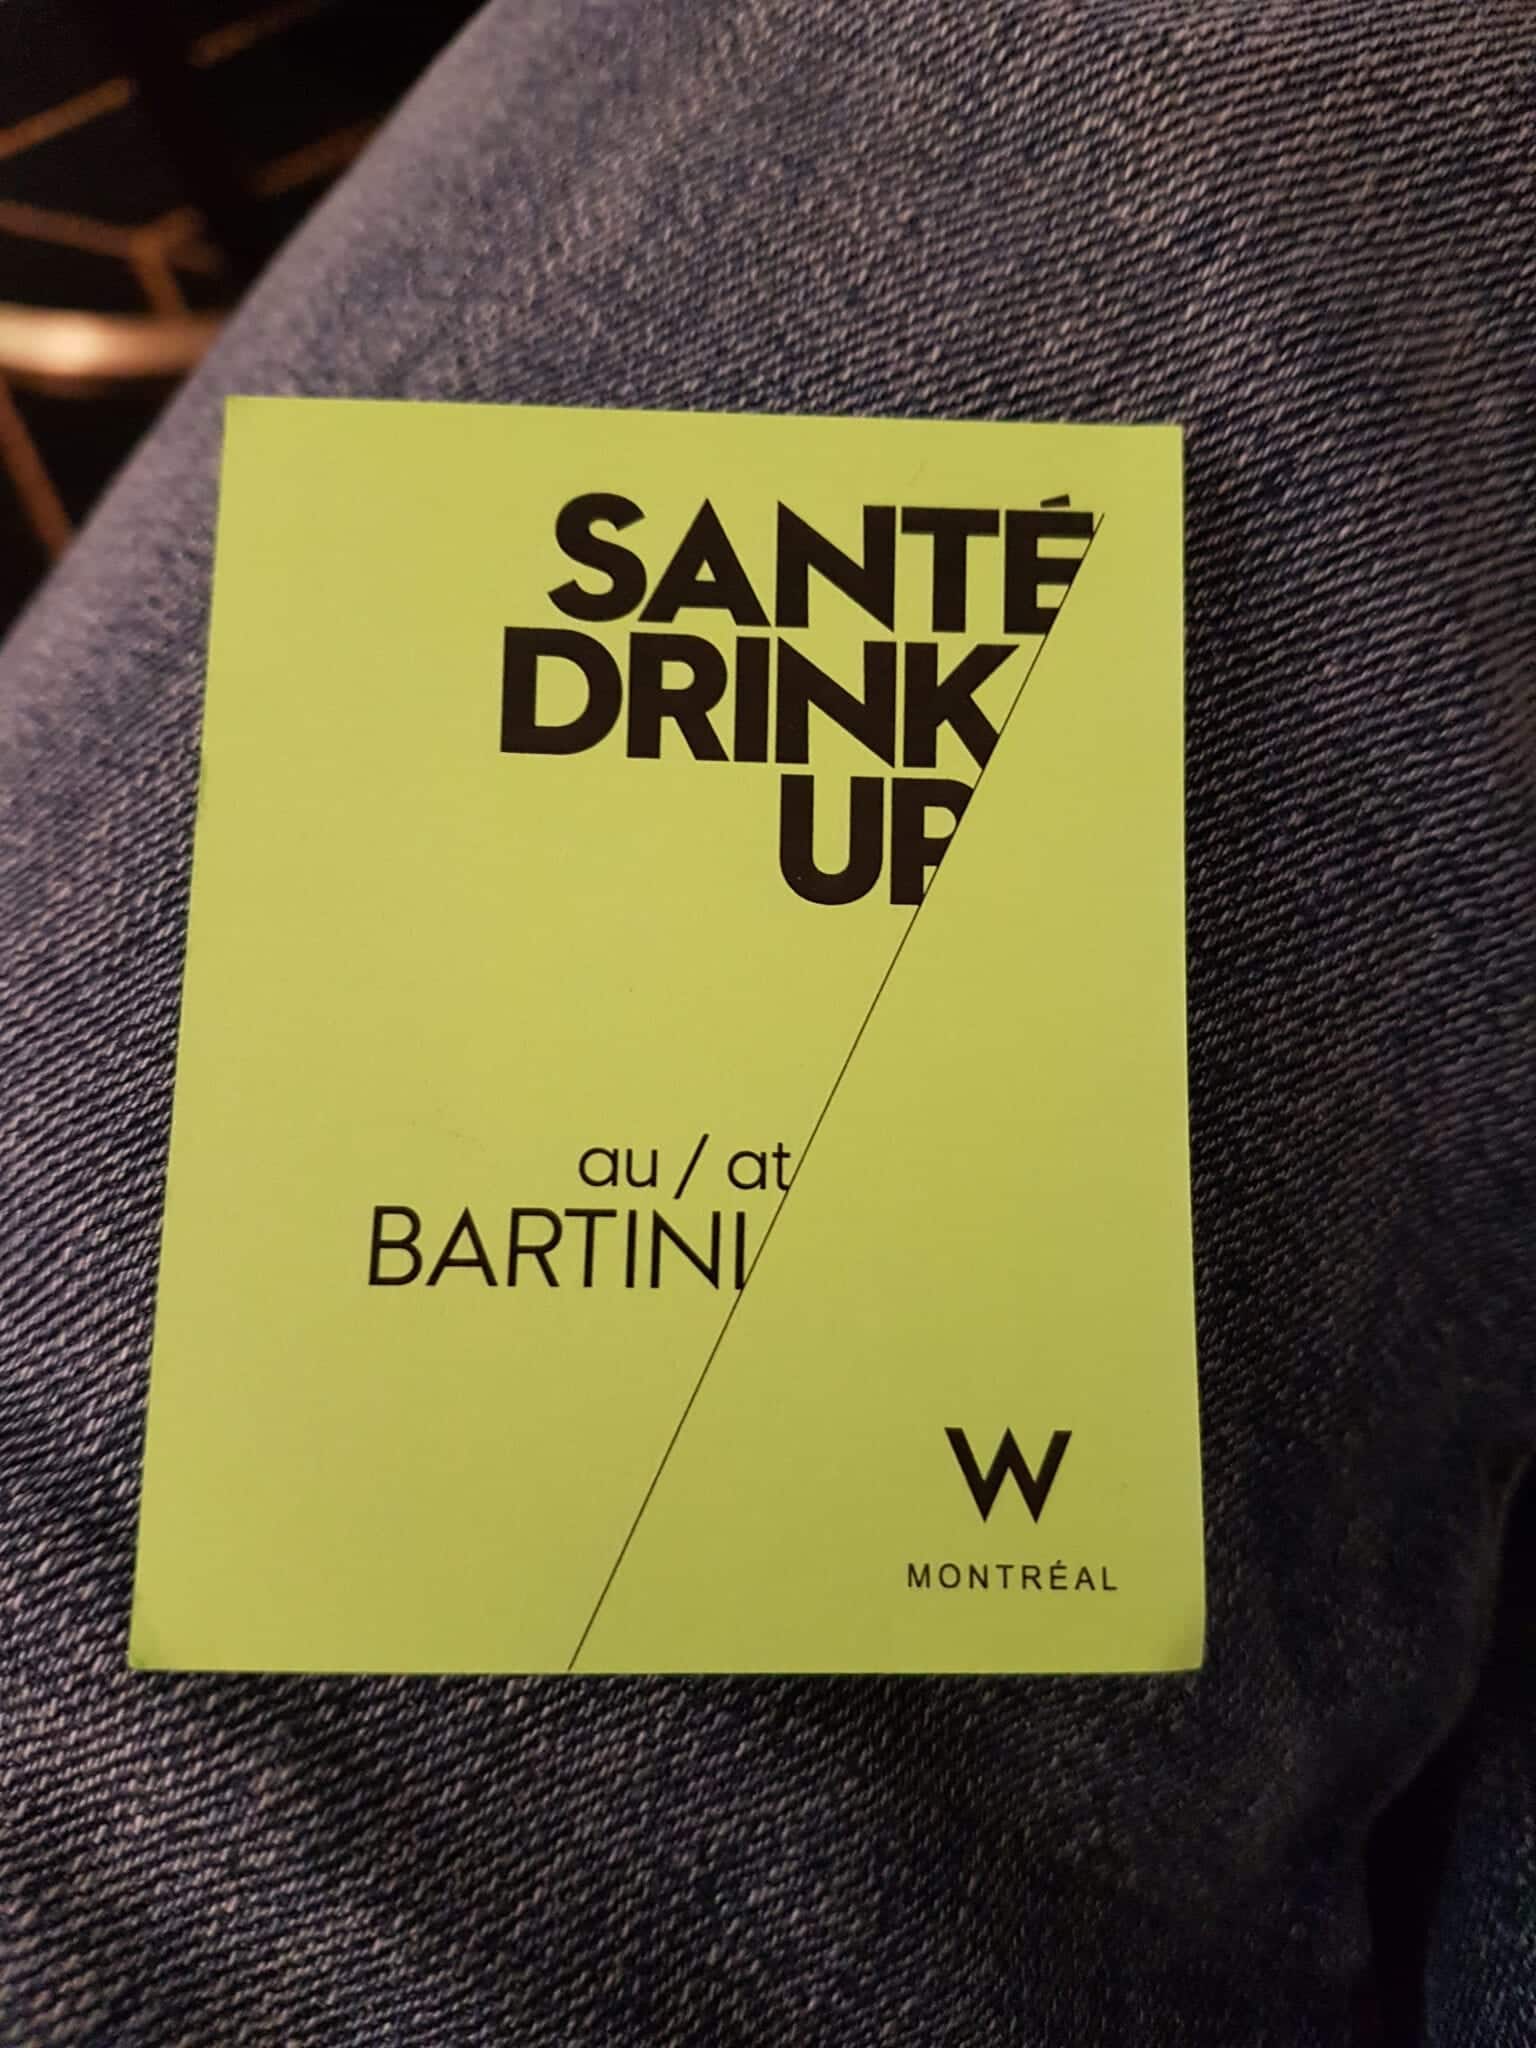 SANTÉ
DRINK
UP
au / at
BARTINI
W
MONTRÉAL